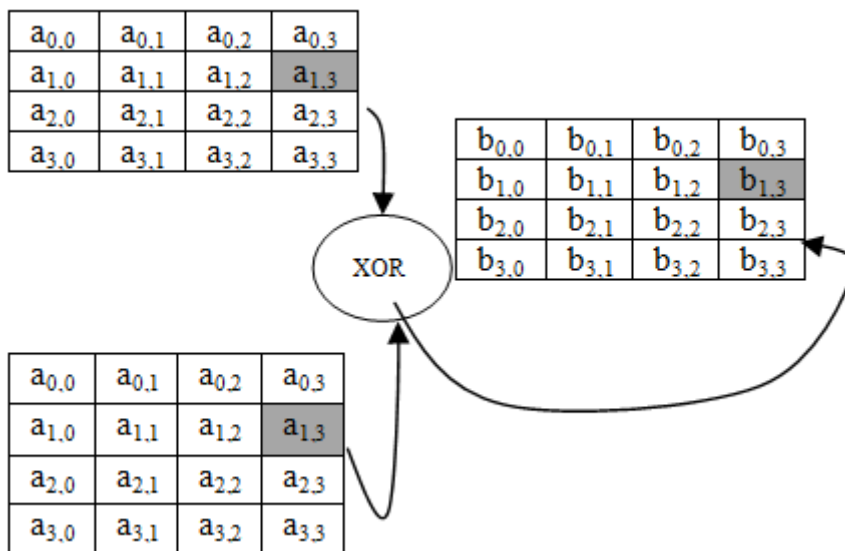 a0,0 a0,1 a0,2 a0,3
a1,0 a1,1 a1,2 a1,3
a2,0 a2,1 a2,2 a2,3
a3,0 a3,1 a3,2 a3,3
b0,0 b0,1 b0,2 b0,3
b1,0 b1,1 b1,2 b1,3
b2,0 b2,1 b2,2 b2,3
b3,0 b3,1 b3,2 b3,3
XOR
a0,0 a0,1 a0,2 a0,3
a1,0 a1,1 a1,2 a1,3
a2,0 a2,1 a2,2 a2,3
a3,0 a3,1 a3,2 a3,3